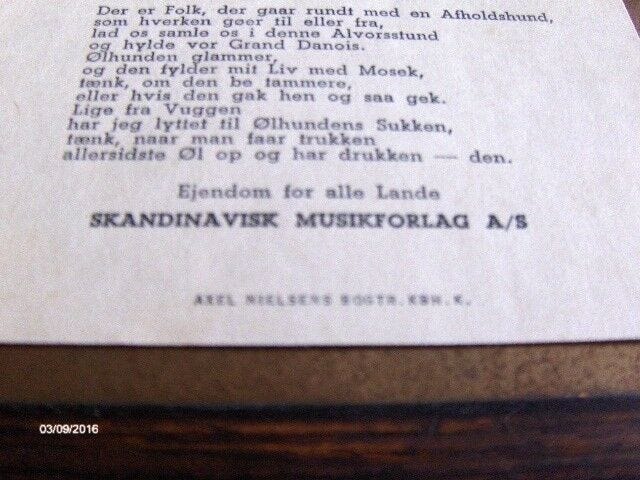 Der er Folk, der gaar rundt med en Afholdshund,
som hverken gøer til eller fra,
lad os samle os i denne Alvorsstund
og hylde vor Grand Danois.
Ølhunden glammer,
og den fylder mit Liv med Mosek,
tænk, om den be tammere,
eller hvis den gak hen og saa gek.
Lige fra Vuggen
har jeg lyttet til Ølhundens Sukken,
tænk, naar man faar trukken
allersidste Øl op og har drukken — den.
Ejendom for alle Lande
SKANDINAVISK MUSIKFORLAG A/S
AXEL NIELSENS BOGTR. KBH. K.
03/09/2016